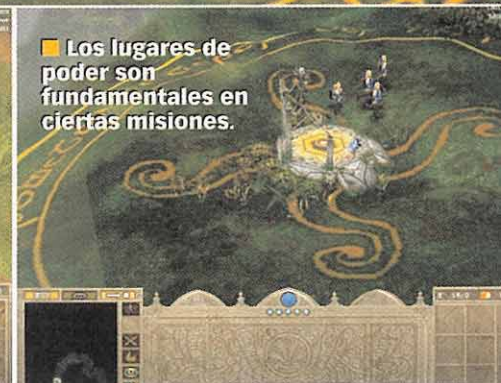 ■ Los lugares de
poder son
fundamentales en
ciertas misiones.